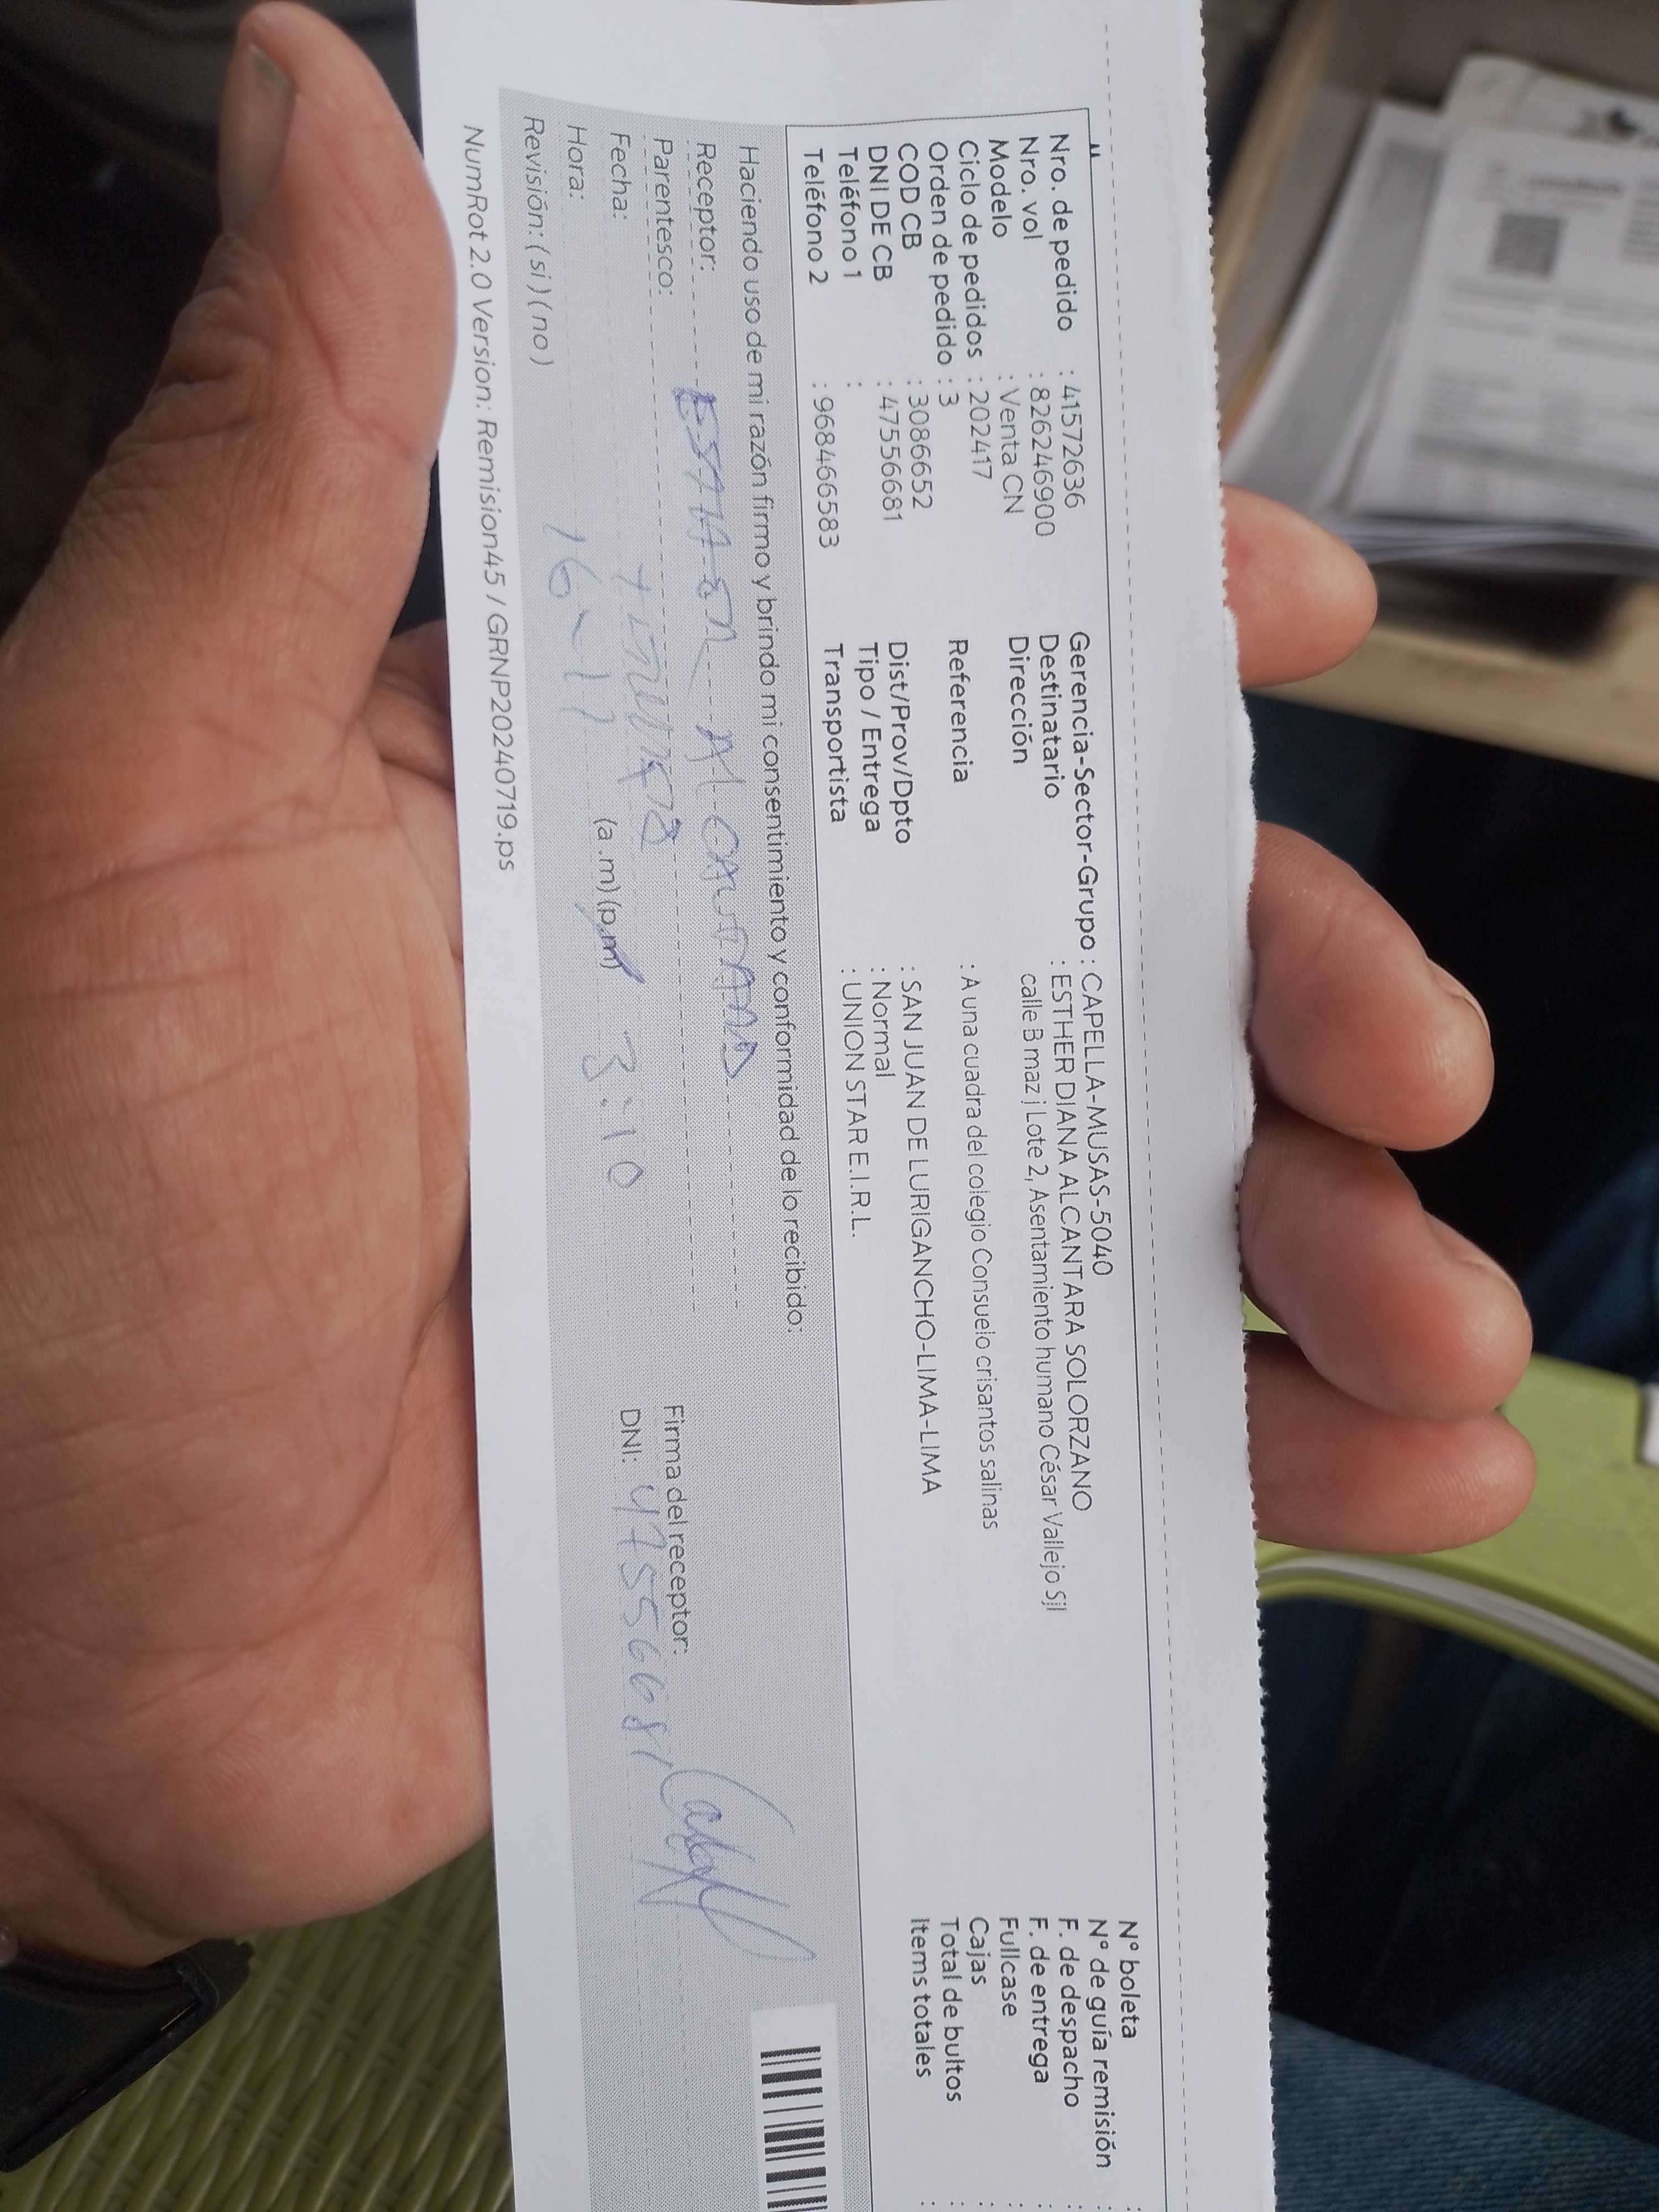 Nro. de pedido : 41572636
Nro. vol : 826246900
Modelo : Venta CN
Ciclo de pedidos : 202417
Orden de pedido : 3
COD CB : 3086652
DNI DE CB : 47556681
Teléfono 1 :
Teléfono 2 : 968466583
Gerencia-Sector-Grupo : CAPELLA-MUSAS-5040
Destinatario : ESTHER DIANA ALCANTARA SOLORZANO
Dirección calle B maz j Lote 2, Asentamiento humano César Vallejo Sjl
Referencia : A una cuadra del colegio Consuelo crisantos salinas
Dist/Prov/Dpto : SAN JUAN DE LURIGANCHO-LIMA-LIMA
Tipo / Entrega : Normal
Transportista : UNION STAR E.I.R.L.
N° boleta :
N° de guía remisión :
F. de despacho :
F. de entrega :
Fullcase :
Cajas :
Total de bultos :
Items totales :
Haciendo uso de mi razón firmo y brindo mi consentimiento y conformidad de lo recibido:
Receptor:
Parentesco: titular
Fecha:
Hora: (a.m) (p.m) 3:10
Revisión: (si) (no)
Firma del receptor:
DNI: 47556681
NumRot 2.0 Version: Remision45 / GRNP20240719.ps